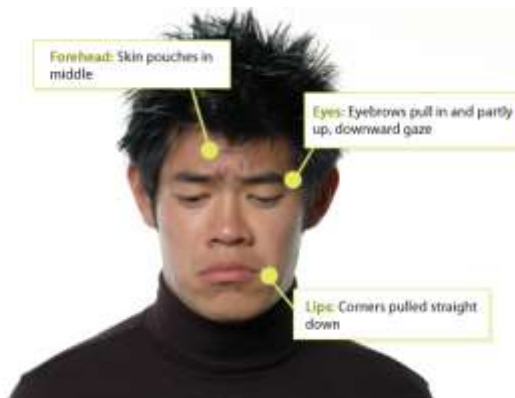 Forehead: Skin pouches in
middle
Eyes: Eyebrows pull in and partly
up, downward gaze
Lips: Corners pulled straight
down